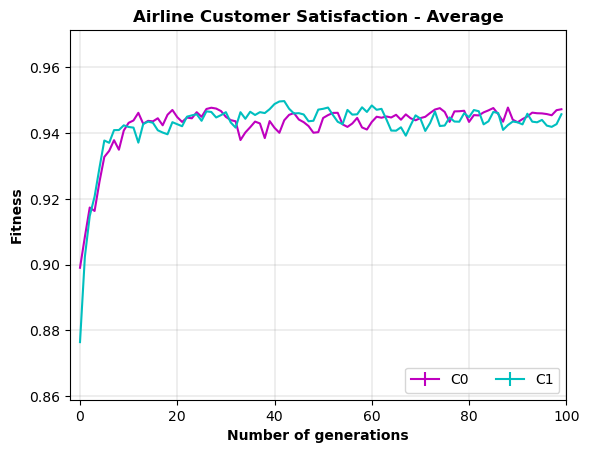 Airline Customer Satisfaction - Average
0.96
0.94
0.92
0.90
0.88
0.86
Fitness
C0 C1
0 20 40 60 80 100
Number of generations